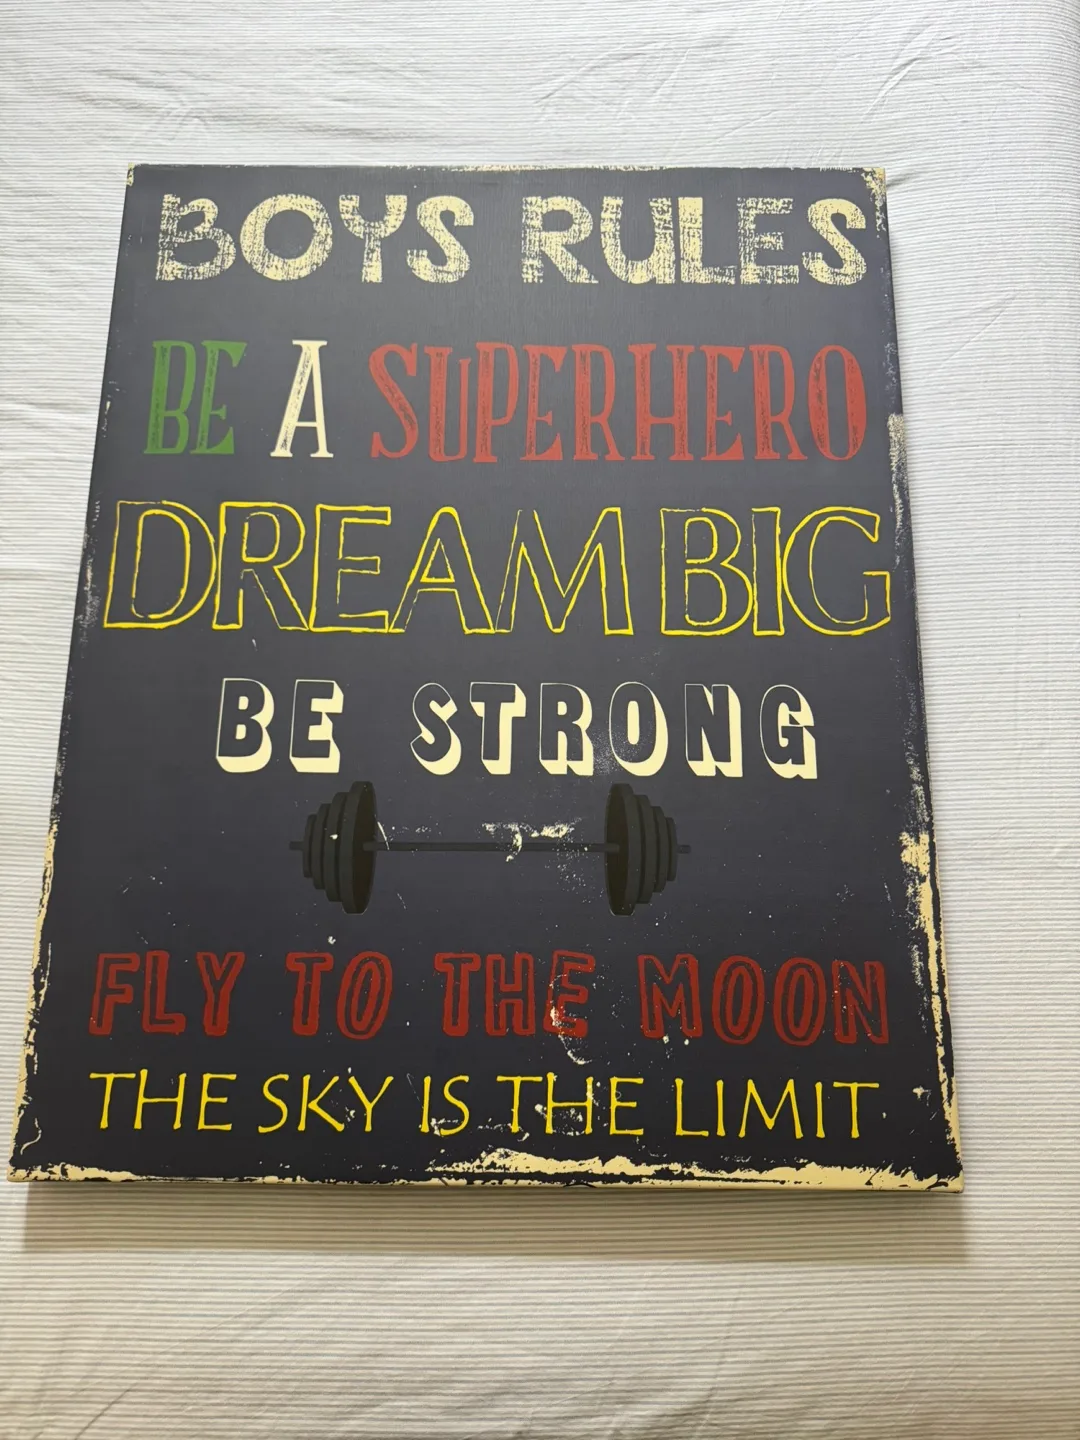 BOYS RULES
BE A SUPERHERO
DREAM BIG
BE STRONG
FLY TO THE MOON
THE SKY IS THE LIMIT